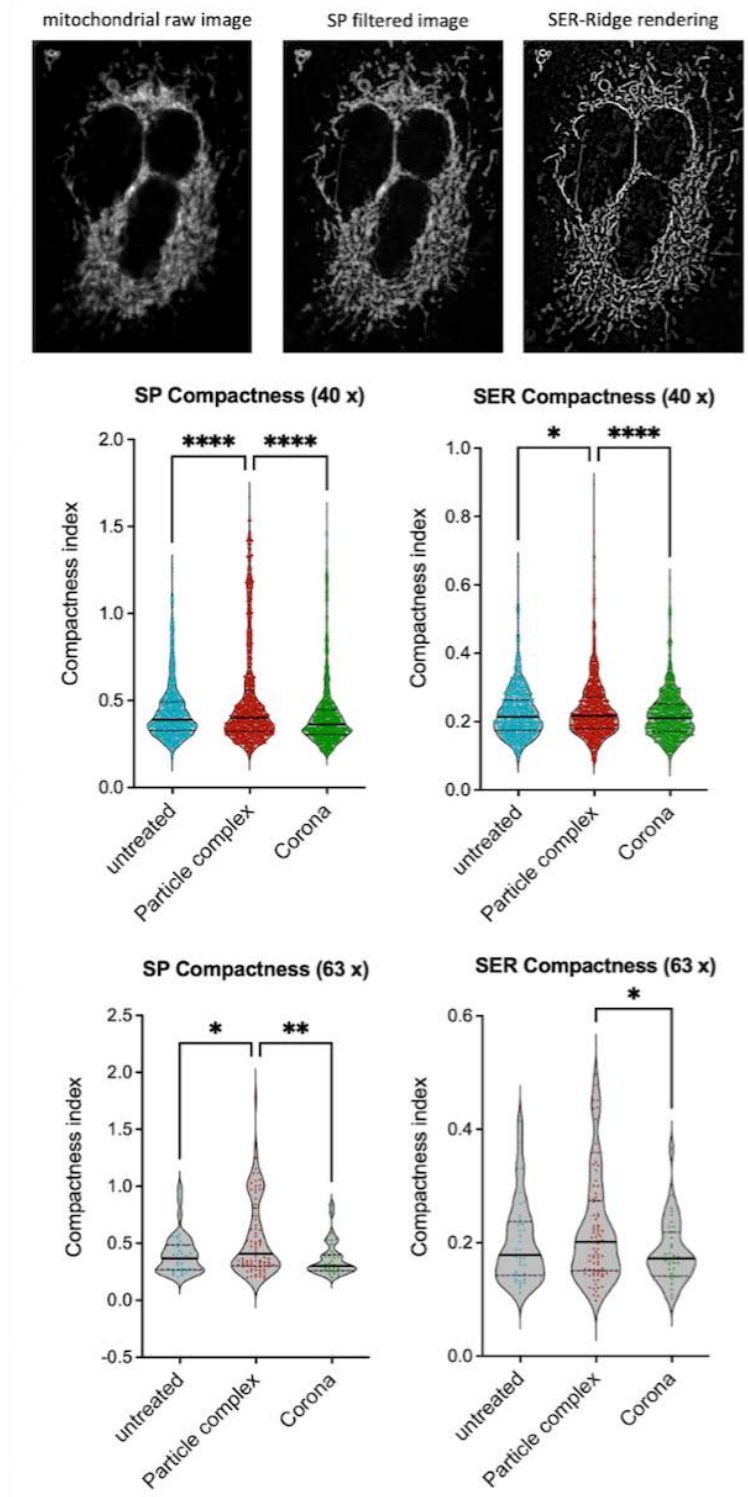 mitochondrial raw image
SP filtered image
SER-Ridge rendering
SP Compactness (40 x)
Compactness index
2.0
1.5
1.0
0.5
0.0
**** ****
untreated
Particle complex
Corona
SER Compactness (40 x)
Compactness index
1.0
0.8
0.6
0.4
0.2
0.0
* ****
untreated
Particle complex
Corona
SP Compactness (63 x)
Compactness index
2.5
2.0
1.5
1.0
0.5
0.0
-0.5
* **
untreated
Particle complex
Corona
SER Compactness (63 x)
Compactness index
0.6
0.4
0.2
0.0
*
untreated
Particle complex
Corona